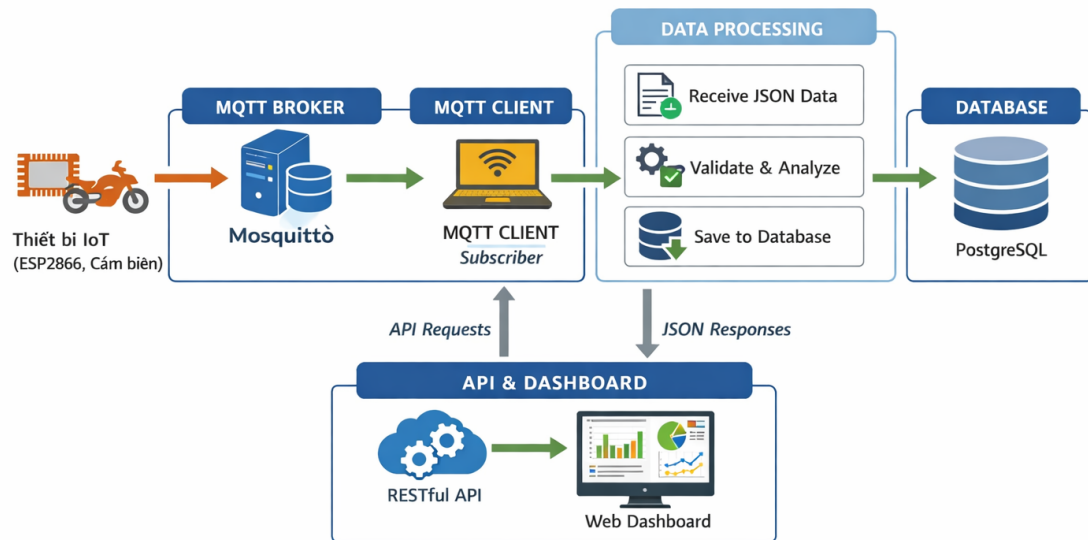 DATA PROCESSING
MQTT BROKER
MQTT CLIENT
DATABASE
Receive JSON Data
Validate & Analyze
Save to Database
Mosquittò
MQTT CLIENT
Subscriber
PostgreSQL
Thiết bi IoT
(ESP2866, Cám biên)
API Requests
JSON Responses
API & DASHBOARD
RESTful API
Web Dashboard